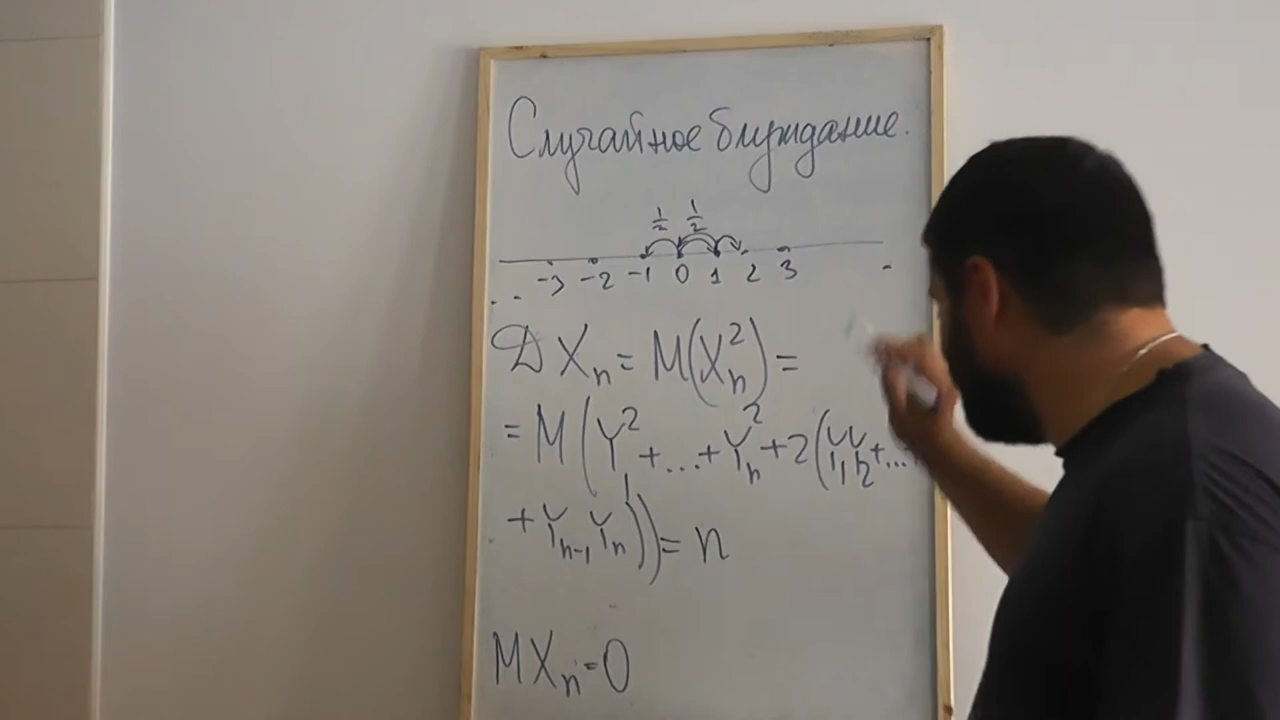 Случайное блуждание.
1/2 1/2
-3 -2 -1 0 1 2 3
DXₙ = M(Xₙ²) =
= M(Y₁² + ... + Yₙ² + 2(Y₁Y₂ + ...
+ Yₙ₋₁Yₙ)) = n
MXₙ = 0